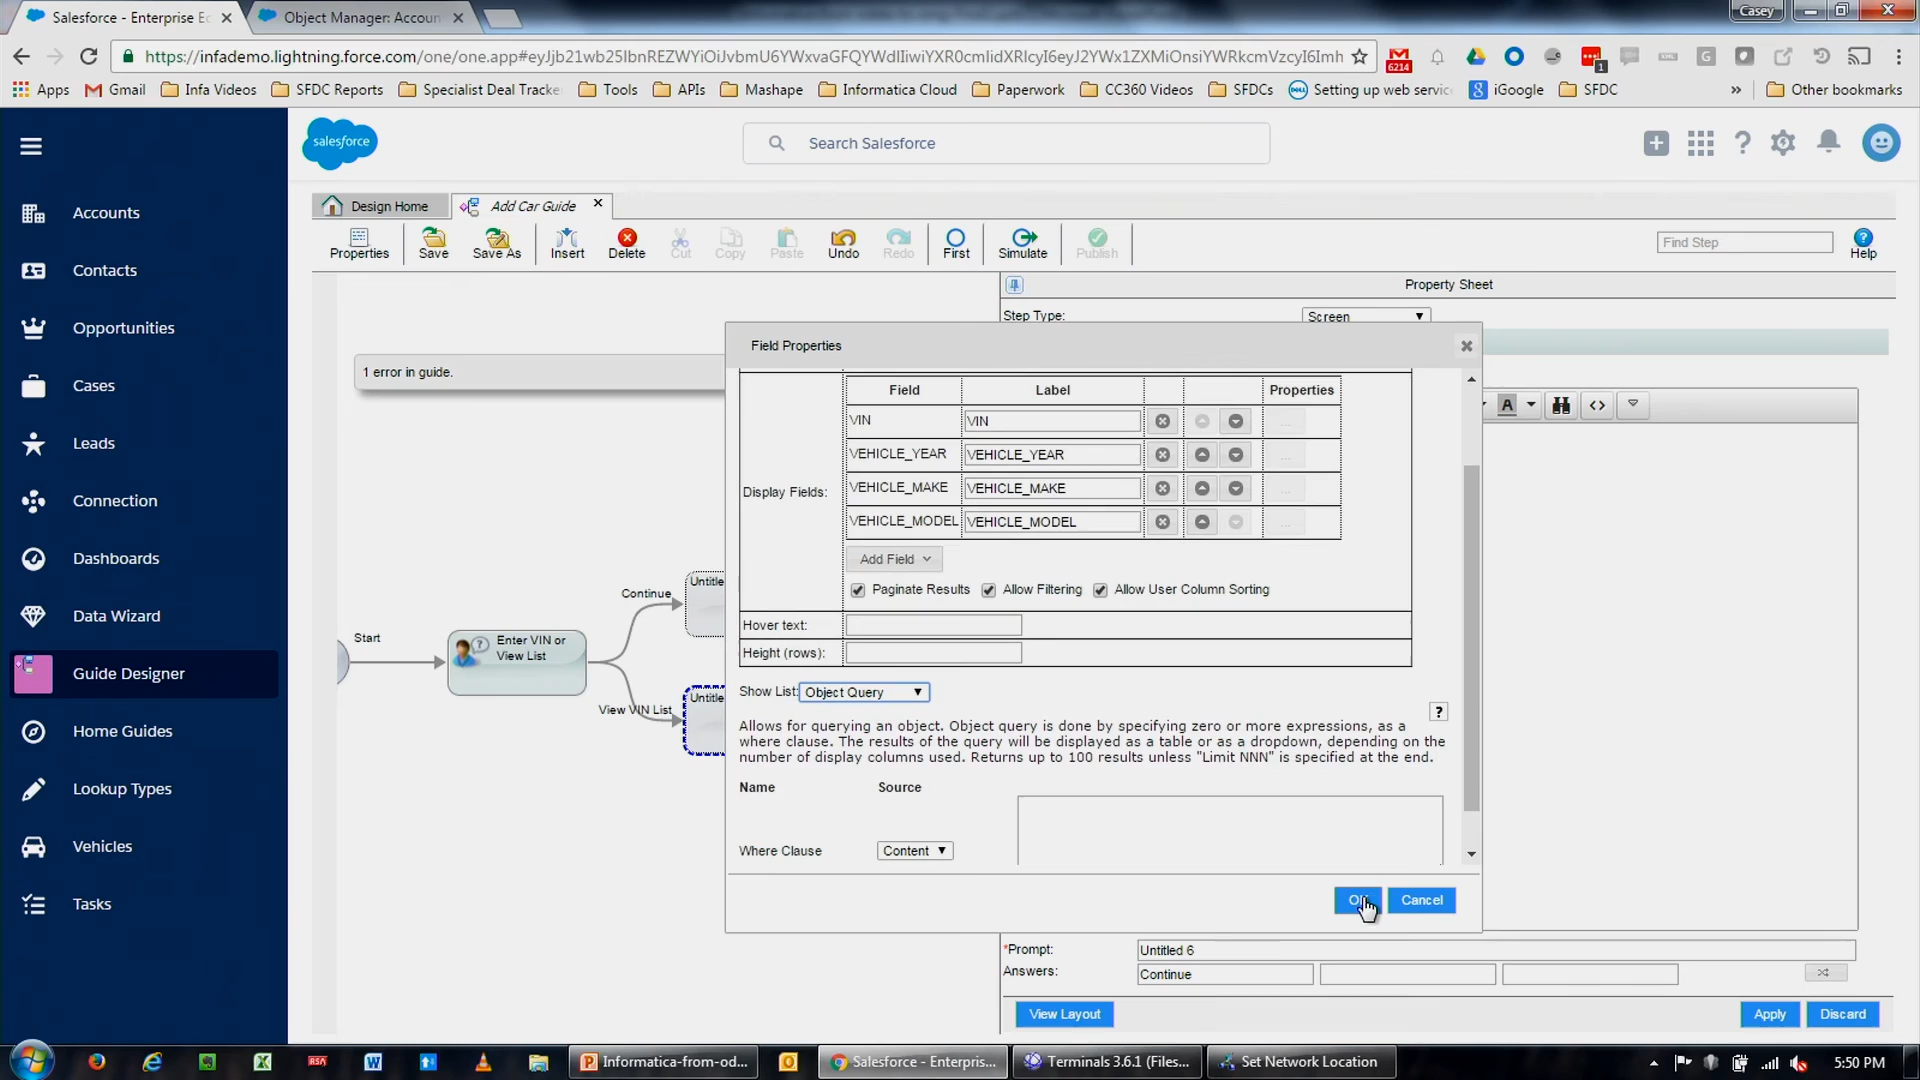 Salesforce - Enterprise Ec
Object Manager: Accoun
Casey
https://infademo.lightning.force.com/one/one.app#
6214
1
Apps
Gmail
Infa Videos
SFDC Reports
Specialist Deal Tracke
Tools
APIs
Mashape
Informatica Cloud
Paperwork
CC360 Videos
SFDCs
Setting up web servic
iGoogle
SFDC
»
Other bookmarks
salesforce
Search Salesforce
Accounts
Contacts
Opportunities
Cases
Leads
Connection
Dashboards
Data Wizard
Guide Designer
Home Guides
Lookup Types
Vehicles
Tasks
Design Home
Add Car Guide
Properties
Save
Save As
Insert
Delete
Cut
Copy
Paste
Undo
Redo
First
Simulate
Publish
Find Step
Help
Property Sheet
Step Type:
Screen
1 error in guide.
Start
Enter VIN or
View List
Continue
Untitle
View VIN List
Untitle
Field Properties
Field Label Properties
VIN VIN
VEHICLE_YEAR VEHICLE_YEAR
VEHICLE_MAKE VEHICLE_MAKE
Display Fields:
VEHICLE_MODEL VEHICLE_MODEL
Add Field
Paginate Results Allow Filtering Allow User Column Sorting
Hover text:
Height (rows):
Show List: Object Query
?
Allows for querying an object. Object query is done by specifying zero or more expressions, as a
where clause. The results of the query will be displayed as a table or as a dropdown, depending on the
number of display columns used. Returns up to 100 results unless "Limit NNN" is specified at the end.
Name Source
Where Clause Content
OK Cancel
*Prompt: Untitled 6
Answers: Continue
View Layout
Apply
Discard
Informatica-from-od...
Salesforce - Enterpris...
Terminals 3.6.1 (Files...
Set Network Location
5:50 PM